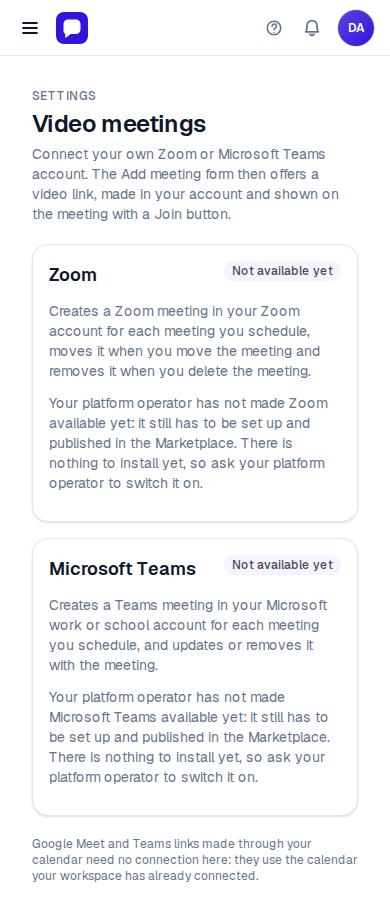 DA
SETTINGS
Video meetings
Connect your own Zoom or Microsoft Teams
account. The Add meeting form then offers a
video link, made in your account and shown on
the meeting with a Join button.
Zoom
Not available yet
Creates a Zoom meeting in your Zoom
account for each meeting you schedule,
moves it when you move the meeting and
removes it when you delete the meeting.
Your platform operator has not made Zoom
available yet: it still has to be set up and
published in the Marketplace. There is
nothing to install yet, so ask your platform
operator to switch it on.
Microsoft Teams
Not available yet
Creates a Teams meeting in your Microsoft
work or school account for each meeting
you schedule, and updates or removes it
with the meeting.
Your platform operator has not made
Microsoft Teams available yet: it still has to
be set up and published in the Marketplace.
There is nothing to install yet, so ask your
platform operator to switch it on.
Google Meet and Teams links made through your
calendar need no connection here: they use the calendar
your workspace has already connected.